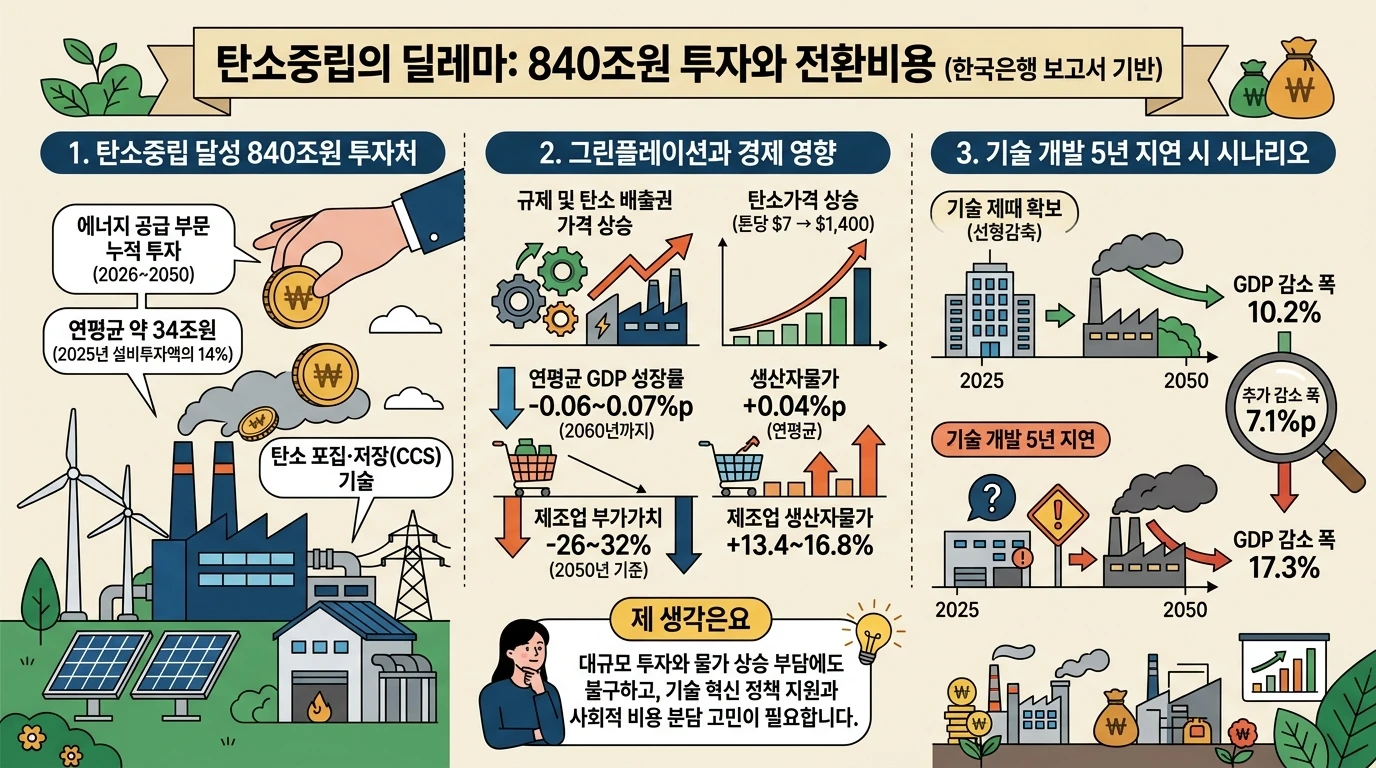 탄소중립의 딜레마: 840조원 투자와 전환비용 (한국은행 보고서 기반)
1. 탄소중립 달성 840조원 투자처
에너지 공급 부문
누적 투자
(2026~2050)
연평균 약 34조원
(2025년 설비투자액의 14%)
탄소 포집·저장(CCS)
기술
2. 그린플레이션과 경제 영향
규제 및 탄소 배출권
가격 상승
탄소가격 상승
(톤당 $7 → $1,400)
연평균 GDP 성장률
-0.06~0.07%p
(2060년까지)
생산자물가
+0.04%p
(연평균)
제조업 부가가치
-26~32%
(2050년 기준)
제조업 생산자물가
+13.4~16.8%
제 생각은요
대규모 투자와 물가 상승 부담에도
불구하고, 기술 혁신 정책 지원과
사회적 비용 분담 고민이 필요합니다.
3. 기술 개발 5년 지연 시 시나리오
기술 제때 확보
(선형감축)
2025
2050
GDP 감소 폭
10.2%
추가 감소 폭
7.1%p
기술 개발 5년 지연
?
!
!
2025
2050
GDP 감소 폭
17.3%
₩
₩
₩
₩
₩
₩
₩
₩
₩